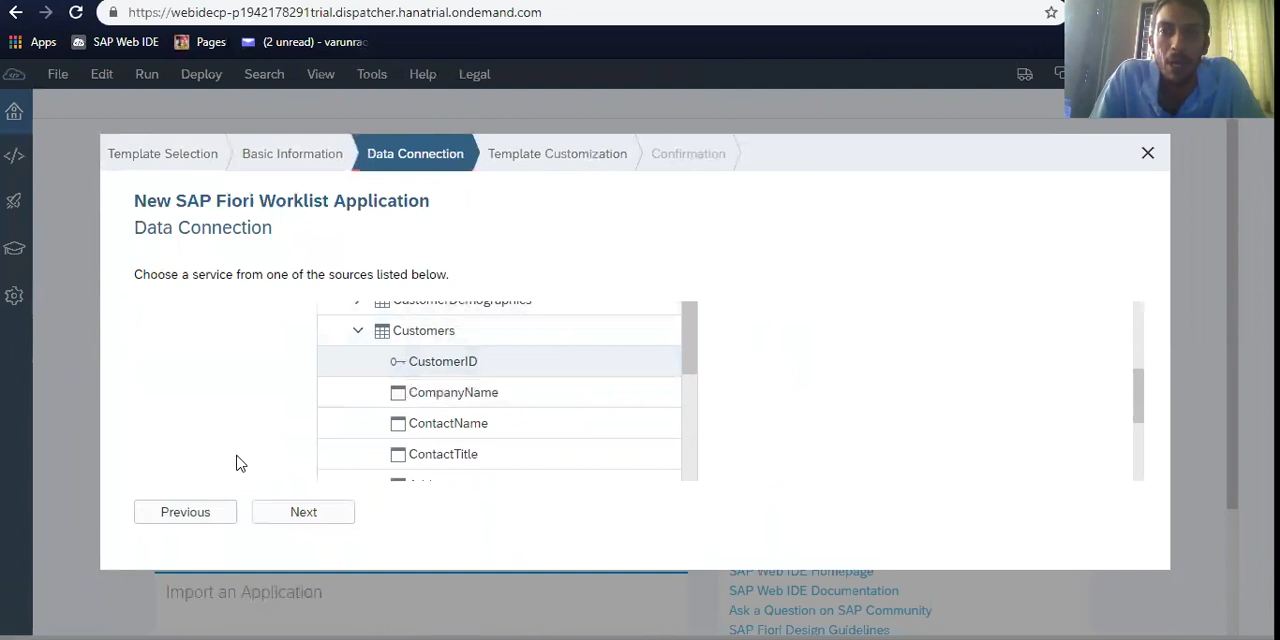 https://webidecp-p1942178291trial.dispatcher.hanatrial.ondemand.com
Apps SAP Web IDE Pages (2 unread) - varunrac
File Edit Run Deploy Search View Tools Help Legal
Template Selection Basic Information Data Connection Template Customization Confirmation
New SAP Fiori Worklist Application
Data Connection
Choose a service from one of the sources listed below.
CustomerDemographics
Customers
CustomerID
CompanyName
ContactName
ContactTitle
Previous Next
Import an Application
SAP Web IDE Homepage
SAP Web IDE Documentation
Ask a Question on SAP Community
SAP Fiori Design Guidelines